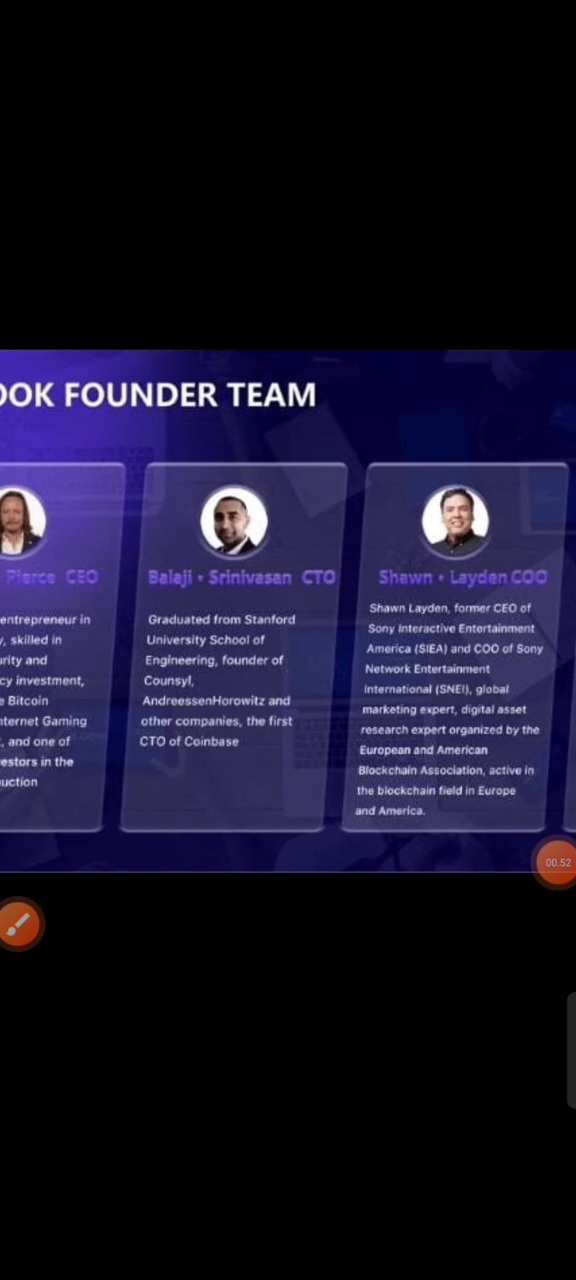 OOK FOUNDER TEAM
Pierce CEO
entrepreneur in
y, skilled in
urity and
cy investment,
e Bitcoin
nternet Gaming
t, and one of
estors in the
uction
Balaji • Srinivasan CTO
Graduated from Stanford
University School of
Engineering, founder of
Counsyl,
AndreessenHorowitz and
other companies, the first
CTO of Coinbase
Shawn • Layden COO
Shawn Layden, former CEO of
Sony Interactive Entertainment
America (SIEA) and COO of Sony
Network Entertainment
International (SNEI), global
marketing expert, digital asset
research expert organized by the
European and American
Blockchain Association, active in
the blockchain field in Europe
and America.
00.52